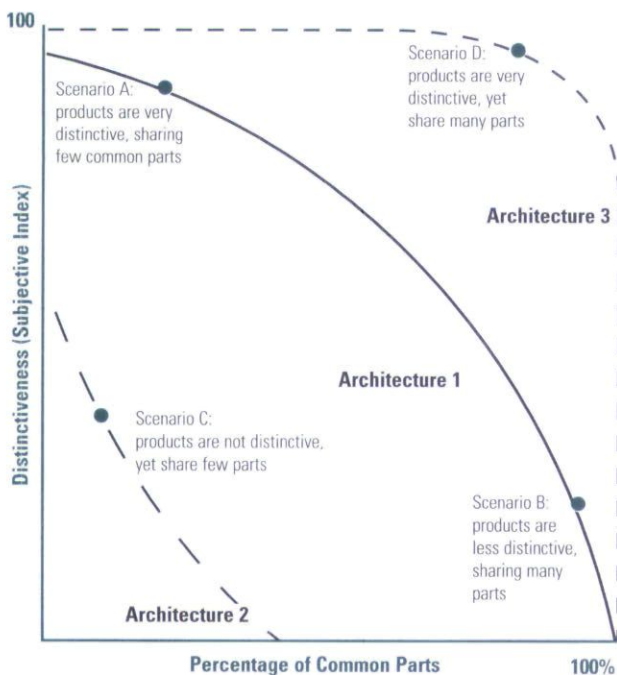 100
Scenario A:
products are very
distinctive, sharing
few common parts
Scenario D:
products are very
distinctive, yet
share many parts
Architecture 3
Distinctiveness (Subjective Index)
Architecture 1
Scenario C:
products are not distinctive,
yet share few parts
Scenario B:
products are
less distinctive,
sharing many
parts
Architecture 2
Percentage of Common Parts
100%